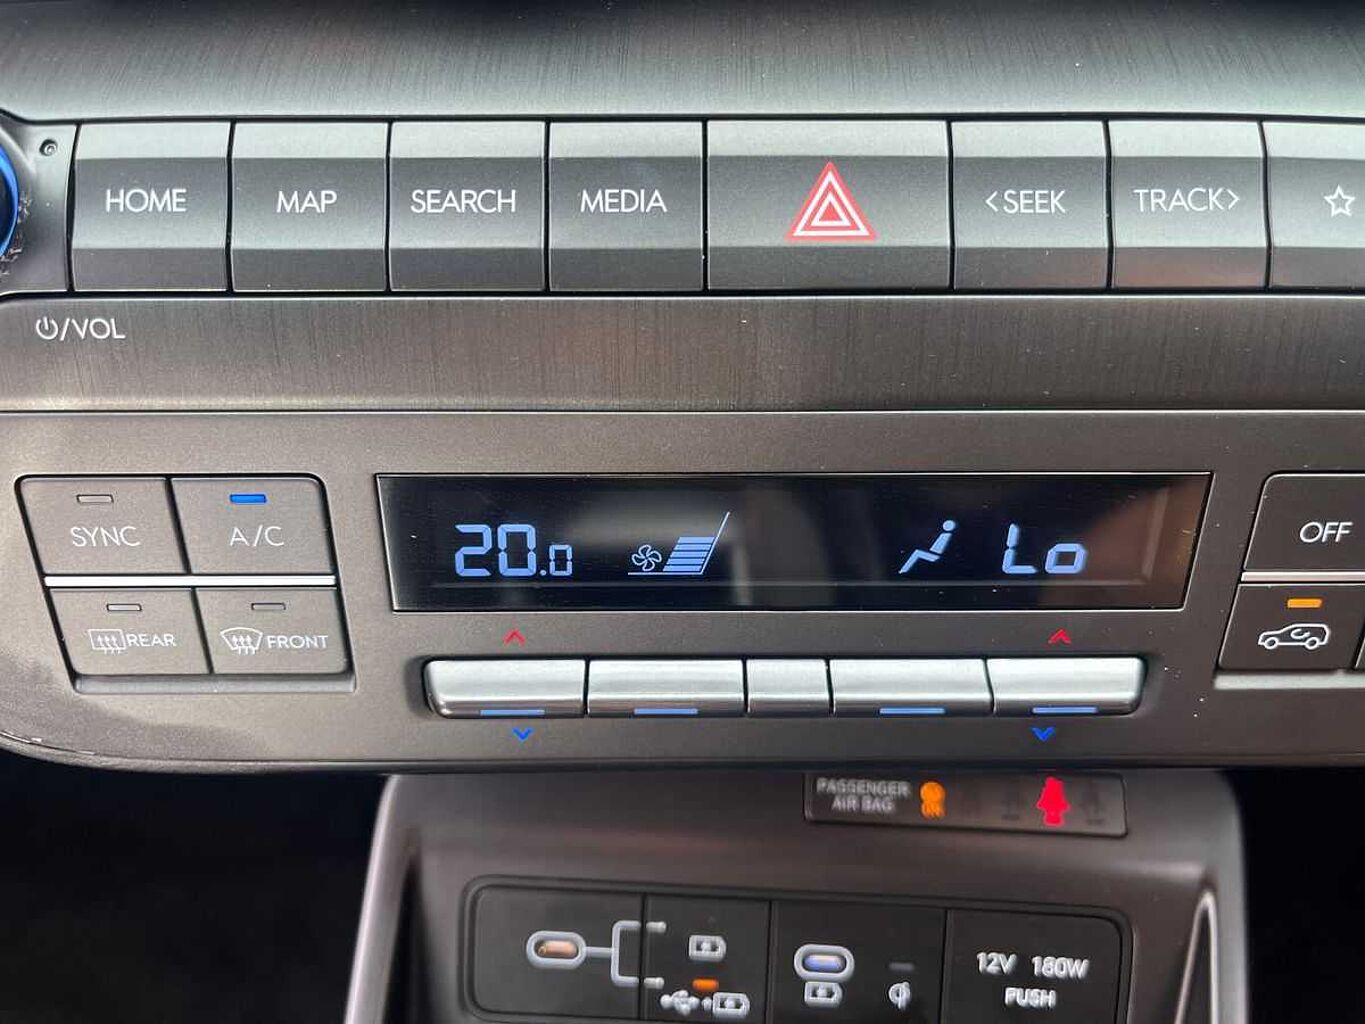 HOME MAP SEARCH MEDIA <SEEK TRACK>
/VOL
SYNC A/C 20.0 Lo OFF
REAR FRONT
PASSENGER
AIR BAG ON
12V 180W
PUSH